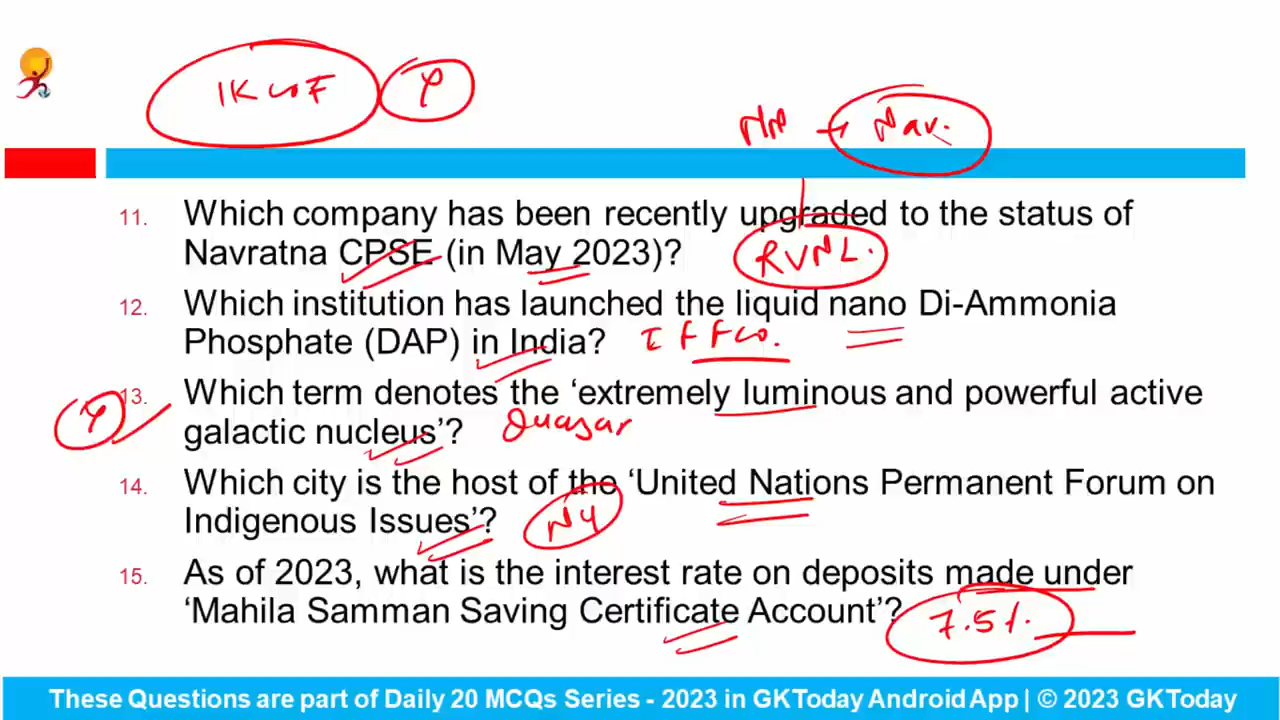 Nav.
11. Which company has been recently upgraded to the status of
Navratna CPSE (in May 2023)? RVNL.
12. Which institution has launched the liquid nano Di-Ammonia
Phosphate (DAP) in India? IFFCO.
13. Which term denotes the ‘extremely luminous and powerful active
galactic nucleus’? Quasar
14. Which city is the host of the ‘United Nations Permanent Forum on
Indigenous Issues’? NY
15. As of 2023, what is the interest rate on deposits made under
‘Mahila Samman Saving Certificate Account’? 7.5%.
These Questions are part of Daily 20 MCQs Series - 2023 in GKToday Android App | © 2023 GKToday